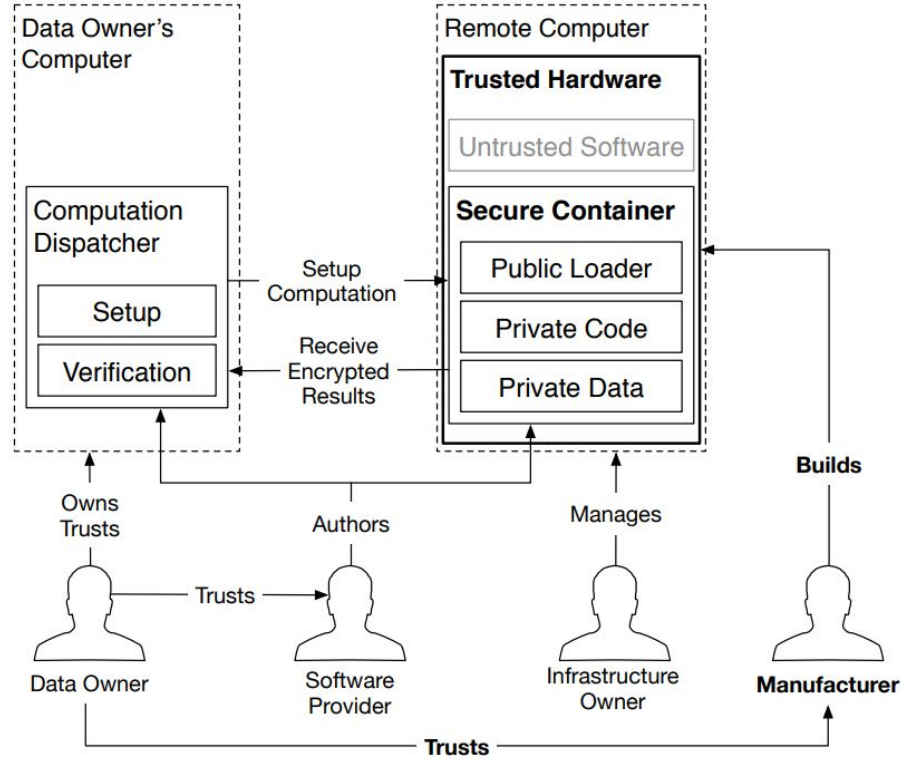 Data Owner's
Computer
Computation
Dispatcher
Setup
Verification
Setup
Computation
Receive
Encrypted
Results
Remote Computer
Trusted Hardware
Untrusted Software
Secure Container
Public Loader
Private Code
Private Data
Builds
Owns
Trusts
Authors
Manages
Trusts
Data Owner
Software
Provider
Infrastructure
Owner
Manufacturer
Trusts